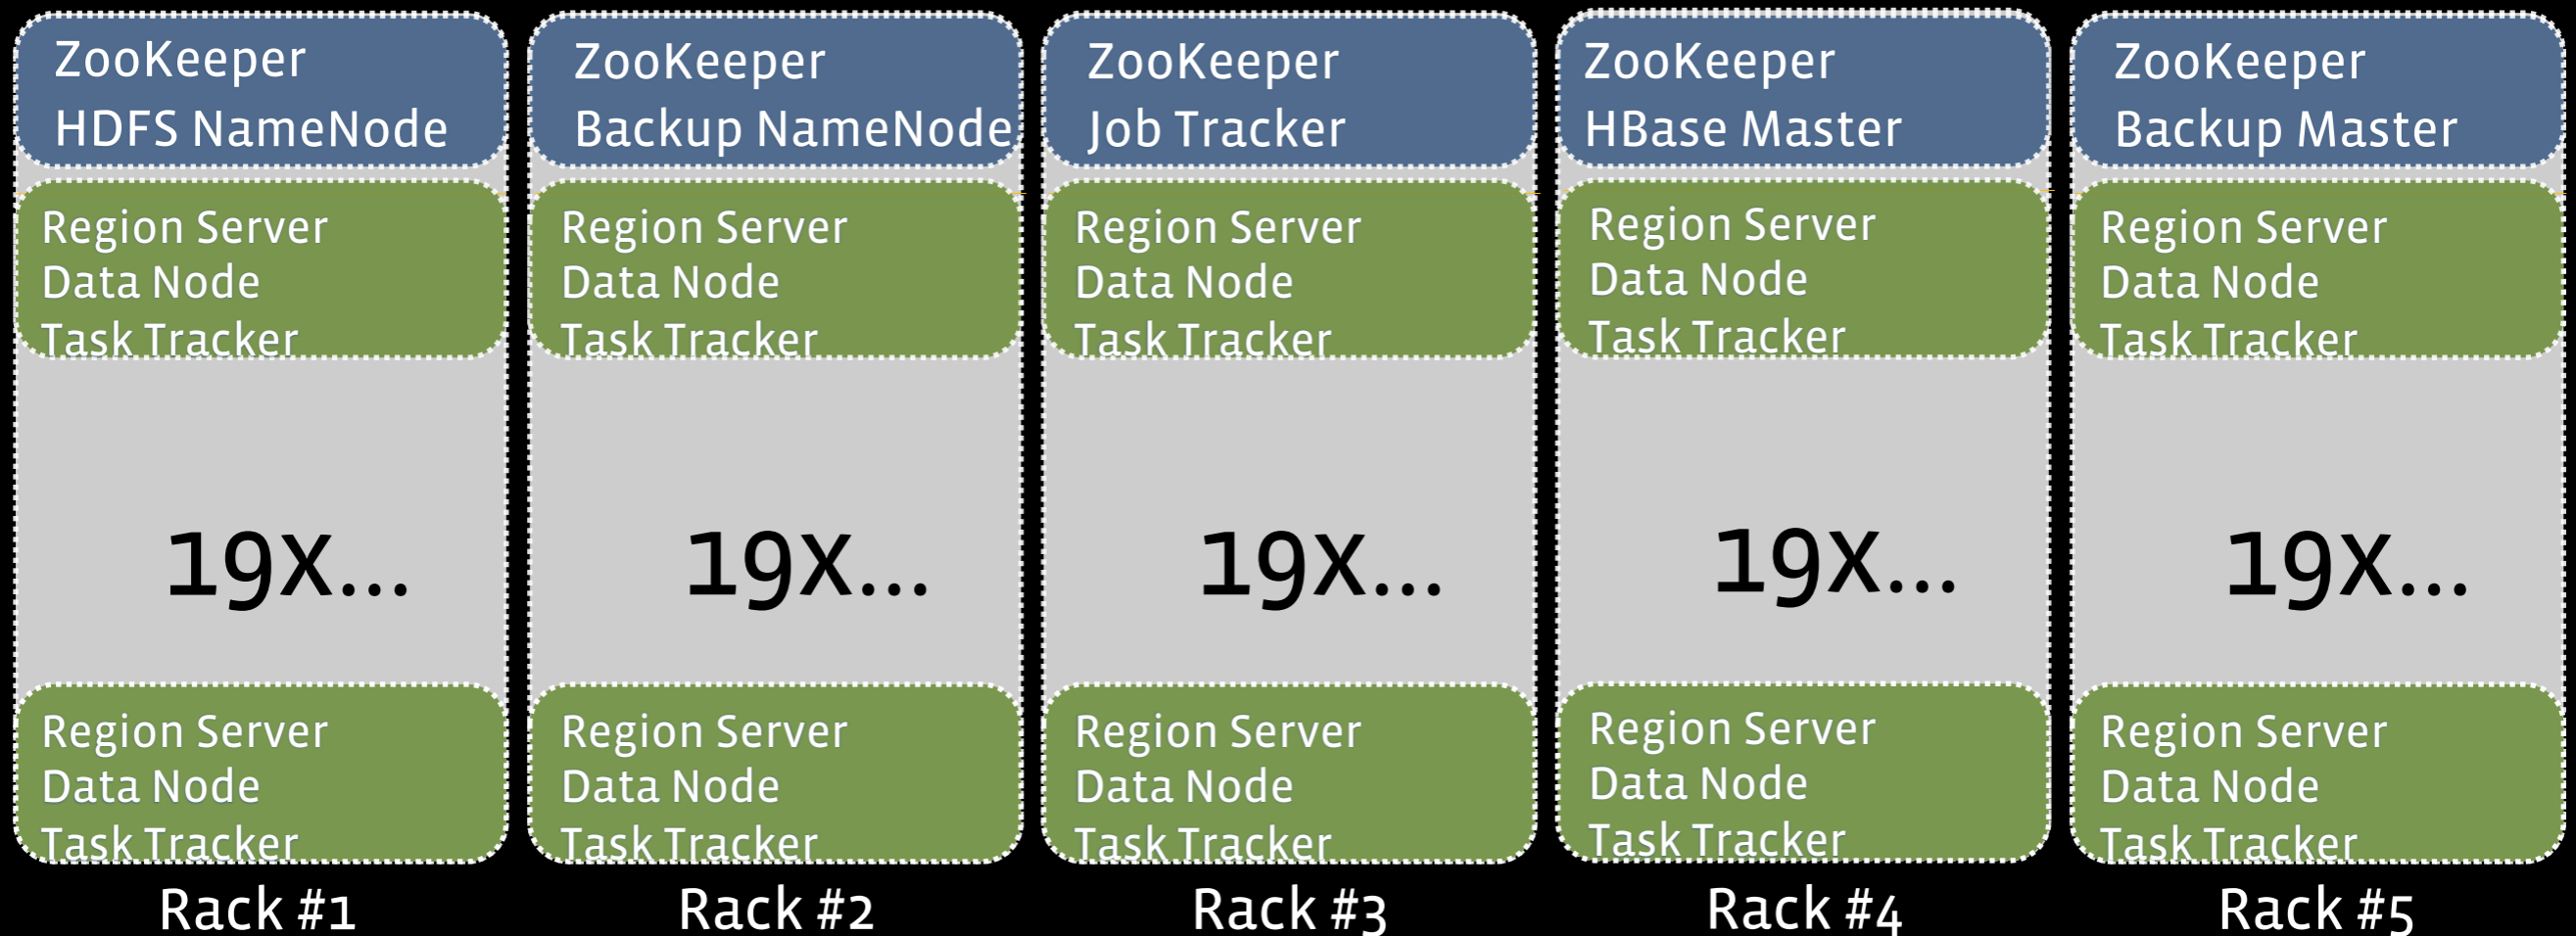 ZooKeeper
HDFS NameNode
Region Server
Data Node
Task Tracker
19x...
Region Server
Data Node
Task Tracker
Rack #1
ZooKeeper
Backup NameNode
Region Server
Data Node
Task Tracker
19x...
Region Server
Data Node
Task Tracker
Rack #2
ZooKeeper
Job Tracker
Region Server
Data Node
Task Tracker
19x...
Region Server
Data Node
Task Tracker
Rack #3
ZooKeeper
HBase Master
Region Server
Data Node
Task Tracker
19x...
Region Server
Data Node
Task Tracker
Rack #4
ZooKeeper
Backup Master
Region Server
Data Node
Task Tracker
19x...
Region Server
Data Node
Task Tracker
Rack #5